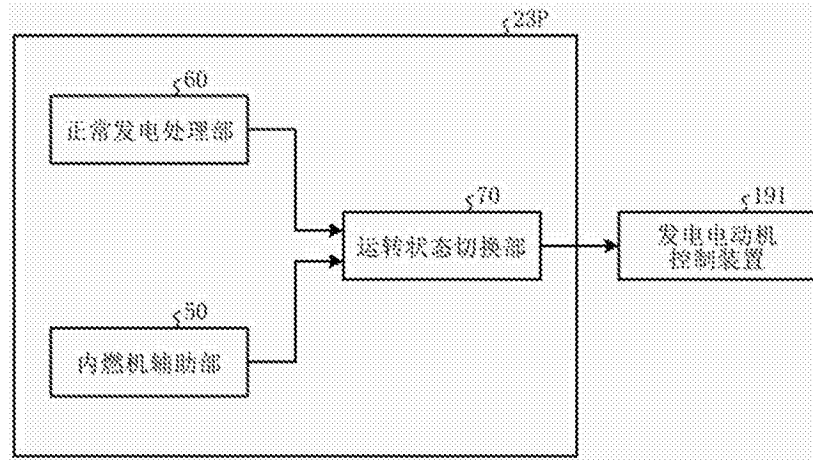 23P
60
正常发电处理部
70
运转状态切换部
19I
发电电动机
控制装置
50
内燃机辅助部